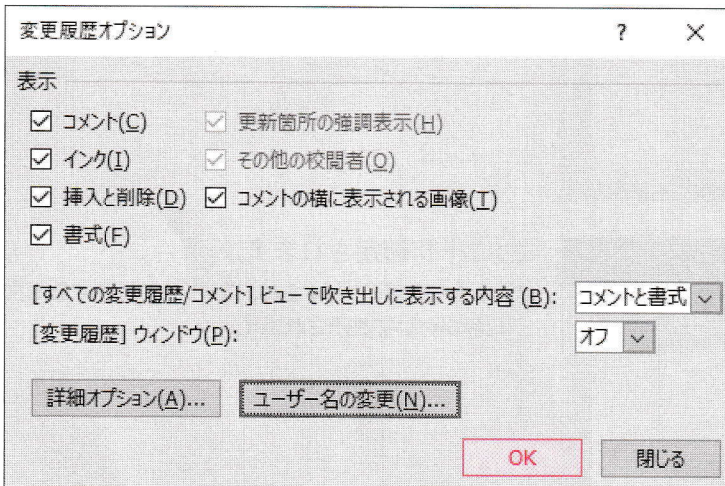 変更履歴オプション ? ×
表示
コメント(C) 更新箇所の強調表示(H)
インク(I) その他の校閲者(O)
挿入と削除(D) コメントの横に表示される画像(T)
書式(F)
[すべての変更履歴/コメント] ビューで吹き出しに表示する内容 (B): コメントと書式
[変更履歴] ウィンドウ(P): オフ
詳細オプション(A)... ユーザー名の変更(N)...
OK 閉じる